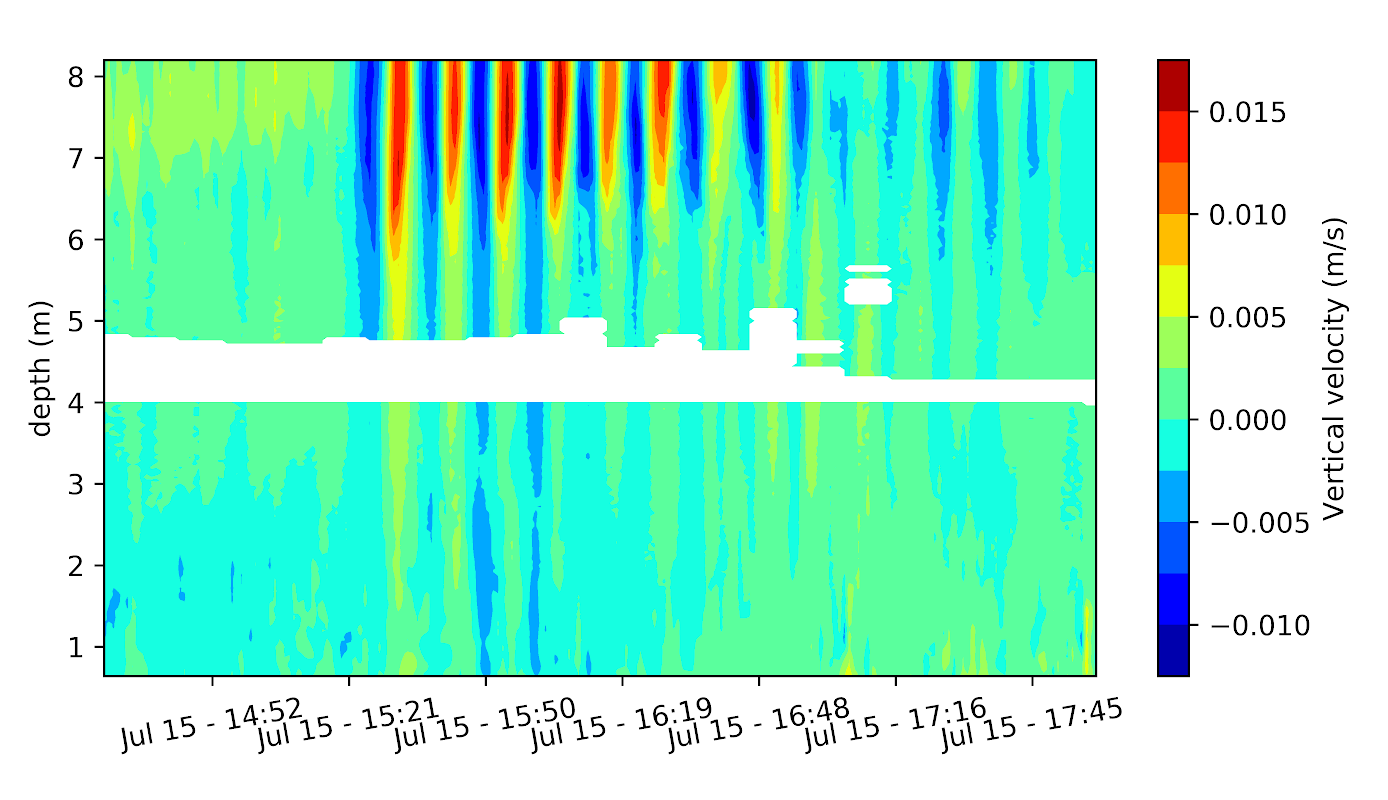 8
7
6
5
4
3
2
1
depth (m)
Jul 15 - 14:52
Jul 15 - 15:21
Jul 15 - 15:50
Jul 15 - 16:19
Jul 15 - 16:48
Jul 15 - 17:16
Jul 15 - 17:45
0.015
0.010
0.005
0.000
−0.005
−0.010
Vertical velocity (m/s)